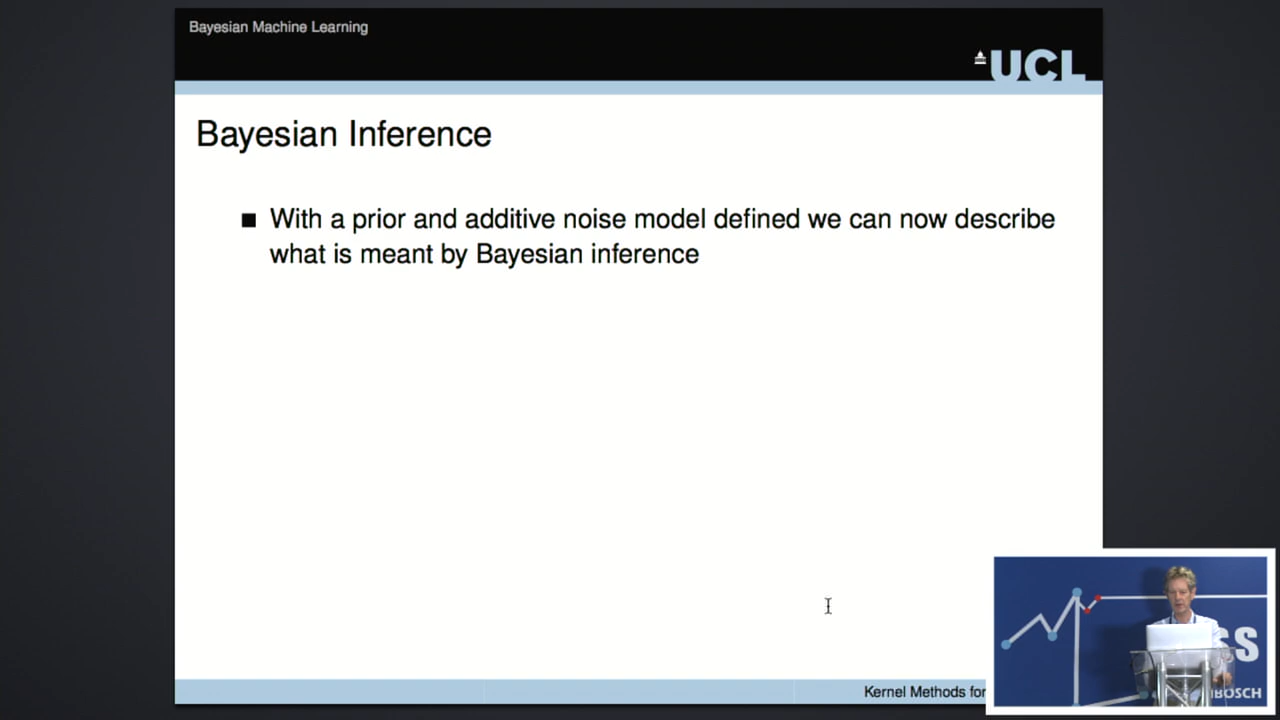 Bayesian Machine Learning
UCL
Bayesian Inference
With a prior and additive noise model defined we can now describe
what is meant by Bayesian inference
Kernel Methods for
SS
BOSCH